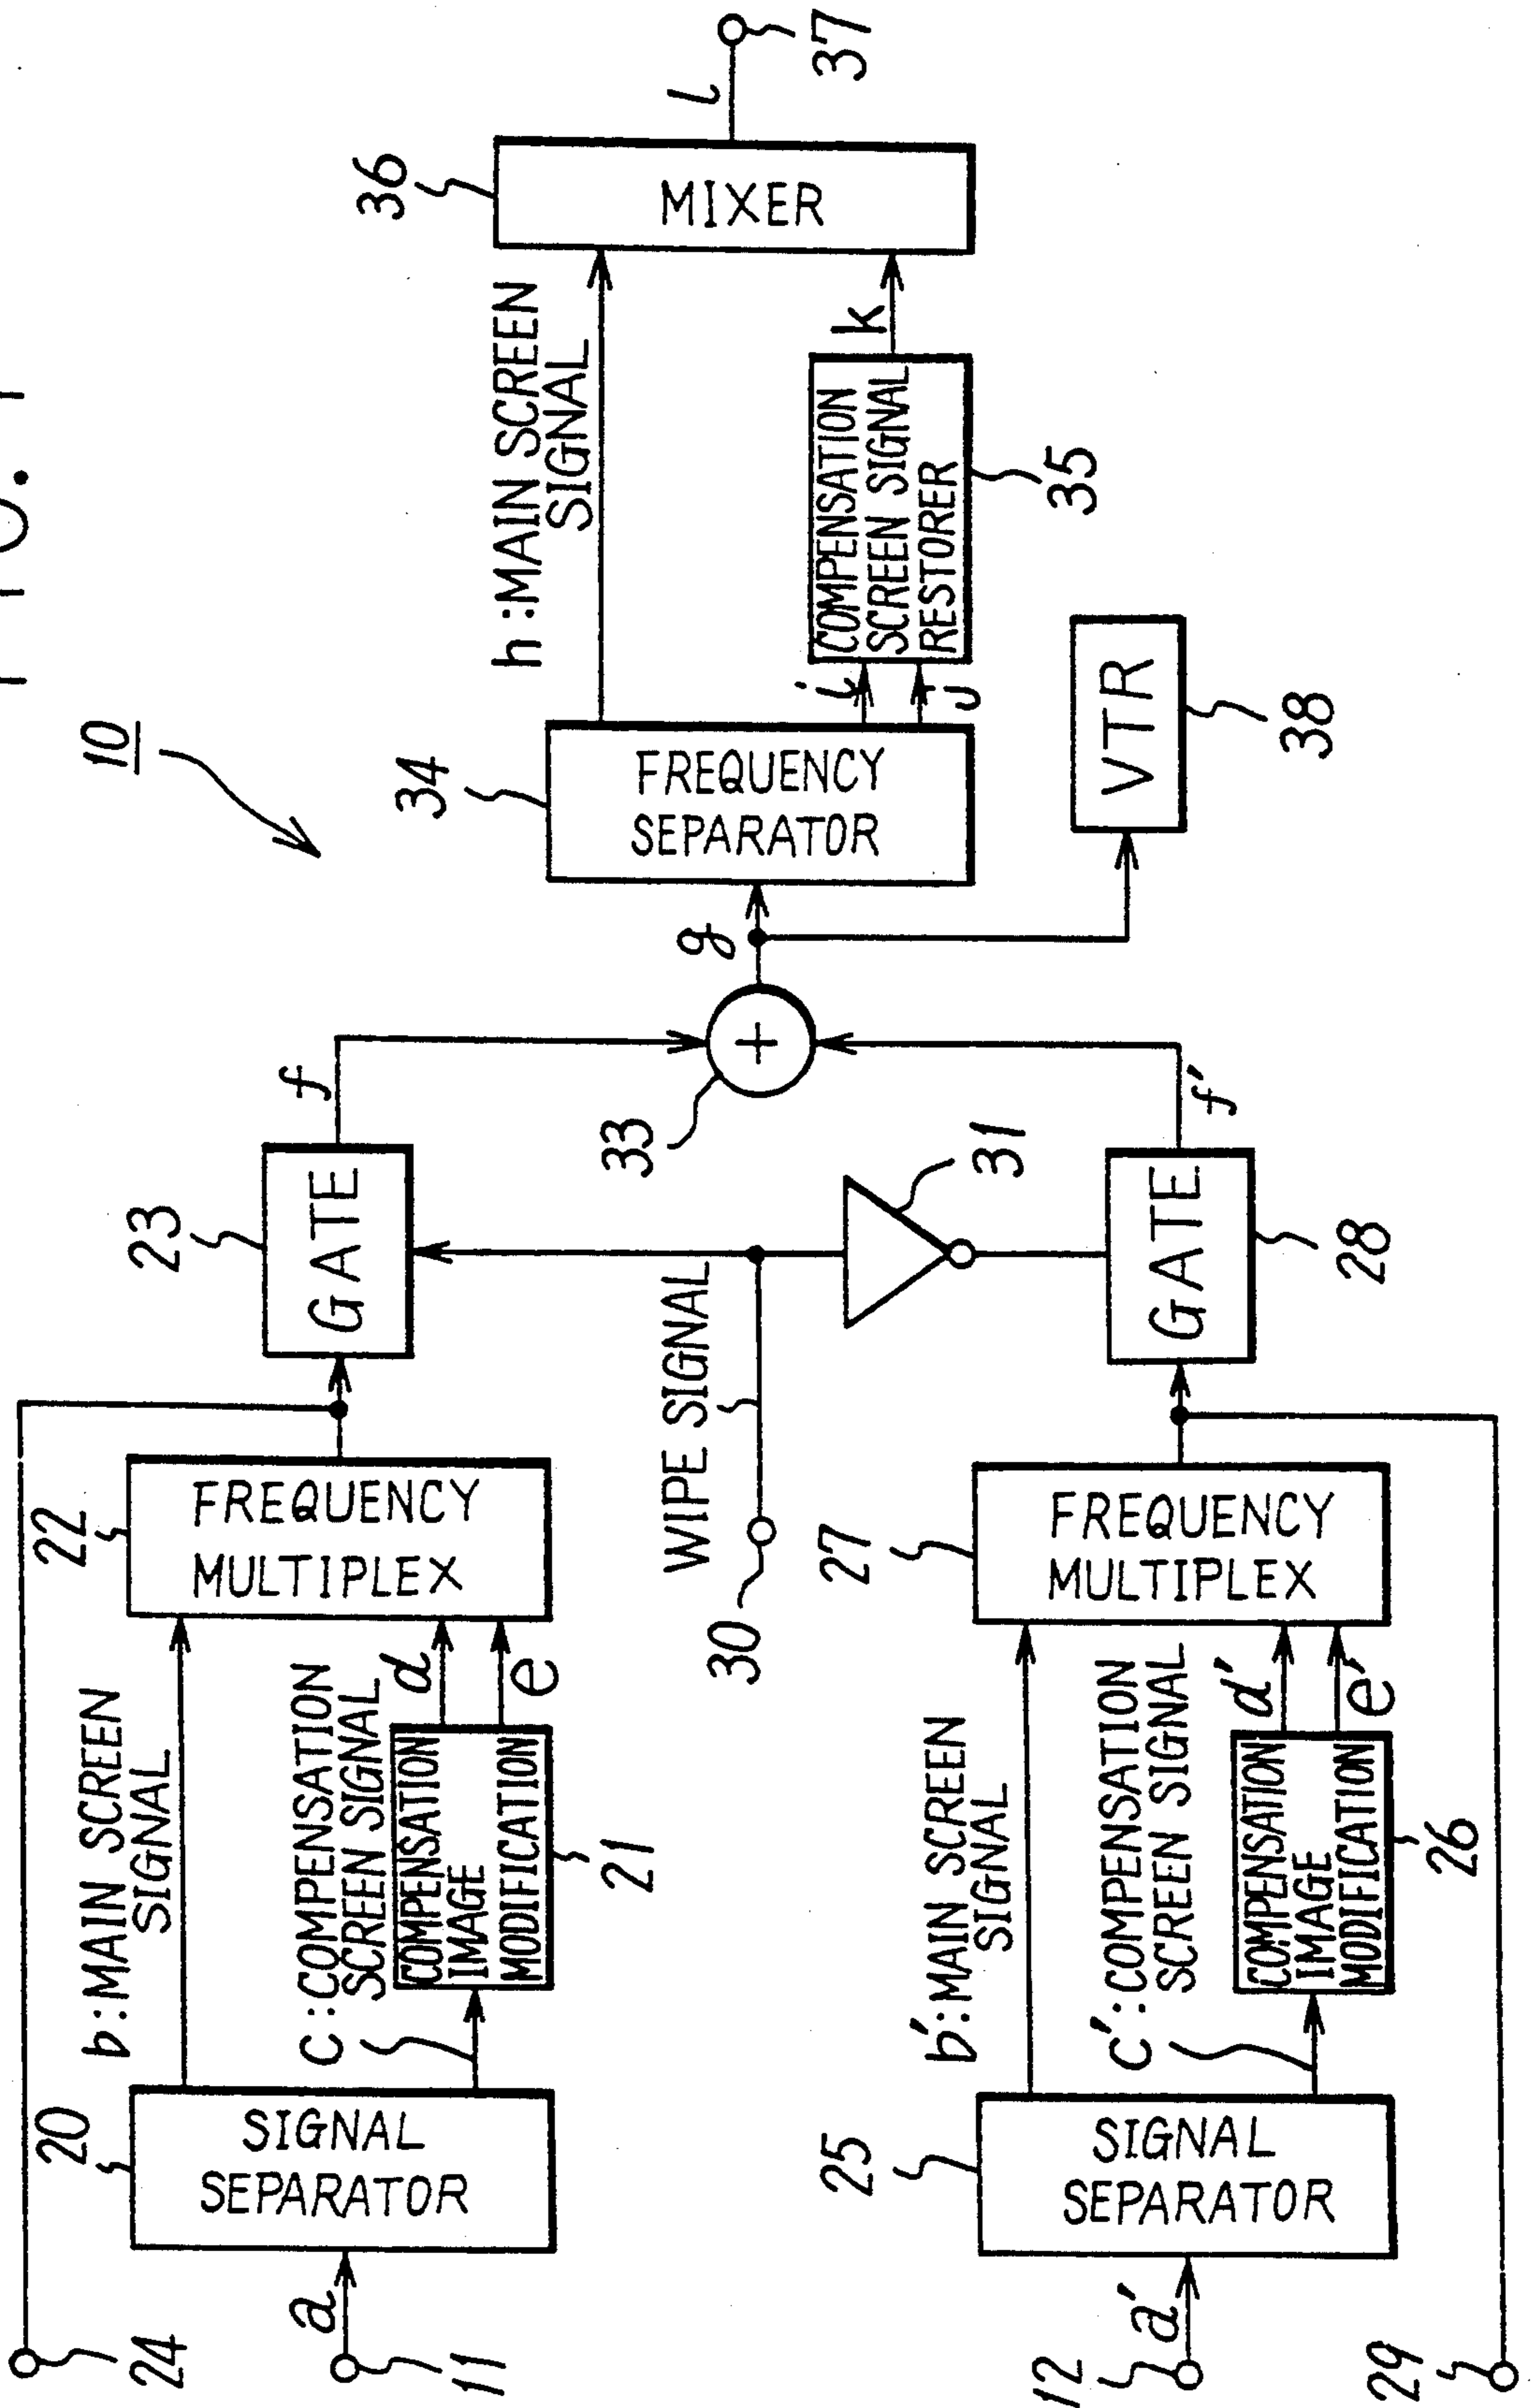 FIG. 1
10
24
11
a
20
SIGNAL
SEPARATOR
b:MAIN SCREEN
SIGNAL
c:COMPENSATION
SCREEN SIGNAL
COMPENSATION
IMAGE
MODIFICATION
21
d
e
22
FREQUENCY
MULTIPLEX
23
GATE
f
WIPE SIGNAL
30
31
33
+
g
34
FREQUENCY
SEPARATOR
h:MAIN SCREEN
SIGNAL
i
j
COMPENSATION
SCREEN SIGNAL
RESTORER
35
k
36
MIXER
l
37
VTR
38
12
a'
29
25
SIGNAL
SEPARATOR
b':MAIN SCREEN
SIGNAL
c':COMPENSATION
SCREEN SIGNAL
COMPENSATION
IMAGE
MODIFICATION
26
d'
e'
27
FREQUENCY
MULTIPLEX
GATE
28
f'